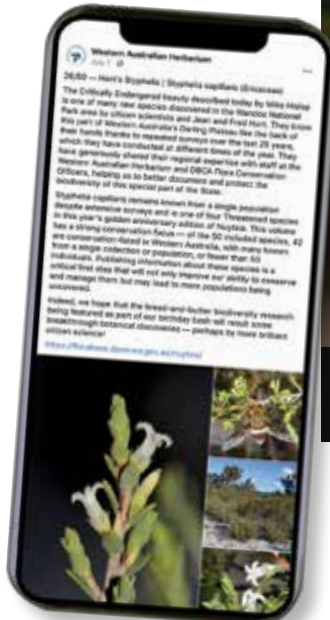 Western Australian Herbarium
July 1
26/50 — Hart's Styphelia | Styphelia capillaris (Ericaceae)
The Critically Endangered beauty described today by Mike Hislop
is one of many new species discovered in the Wandoo National
Park area by citizen scientists and Jean and Fred Hort. They know
this part of Western Australia's Darling Plateau like the back of
their hands thanks to repeated surveys over the last 25 years,
which they have conducted at different times of the year. They
have generously shared their regional expertise with staff at the
Western Australian Herbarium and DBCA Flora Conservation
Officers, helping us to better document and protect the
biodiversity of this special part of the State.
Styphelia capillaris remains known from a single population
despite extensive surveys and is one of four Threatened species
in this year's golden anniversary edition of Nuytsia. This volume
has a strong conservation focus — of the 50 included species, 42
are conservation-listed in Western Australia, with many known
from a single collection or population, or fewer than 50
individuals. Publishing information about these species is a
critical first step that will not only improve our ability to conserve
and manage them but may lead to more populations being
uncovered.
Indeed, we hope that the bread-and-butter biodiversity research
being featured as part of our birthday bash will result some
breakthrough botanical discoveries — perhaps by more brilliant
citizen science!